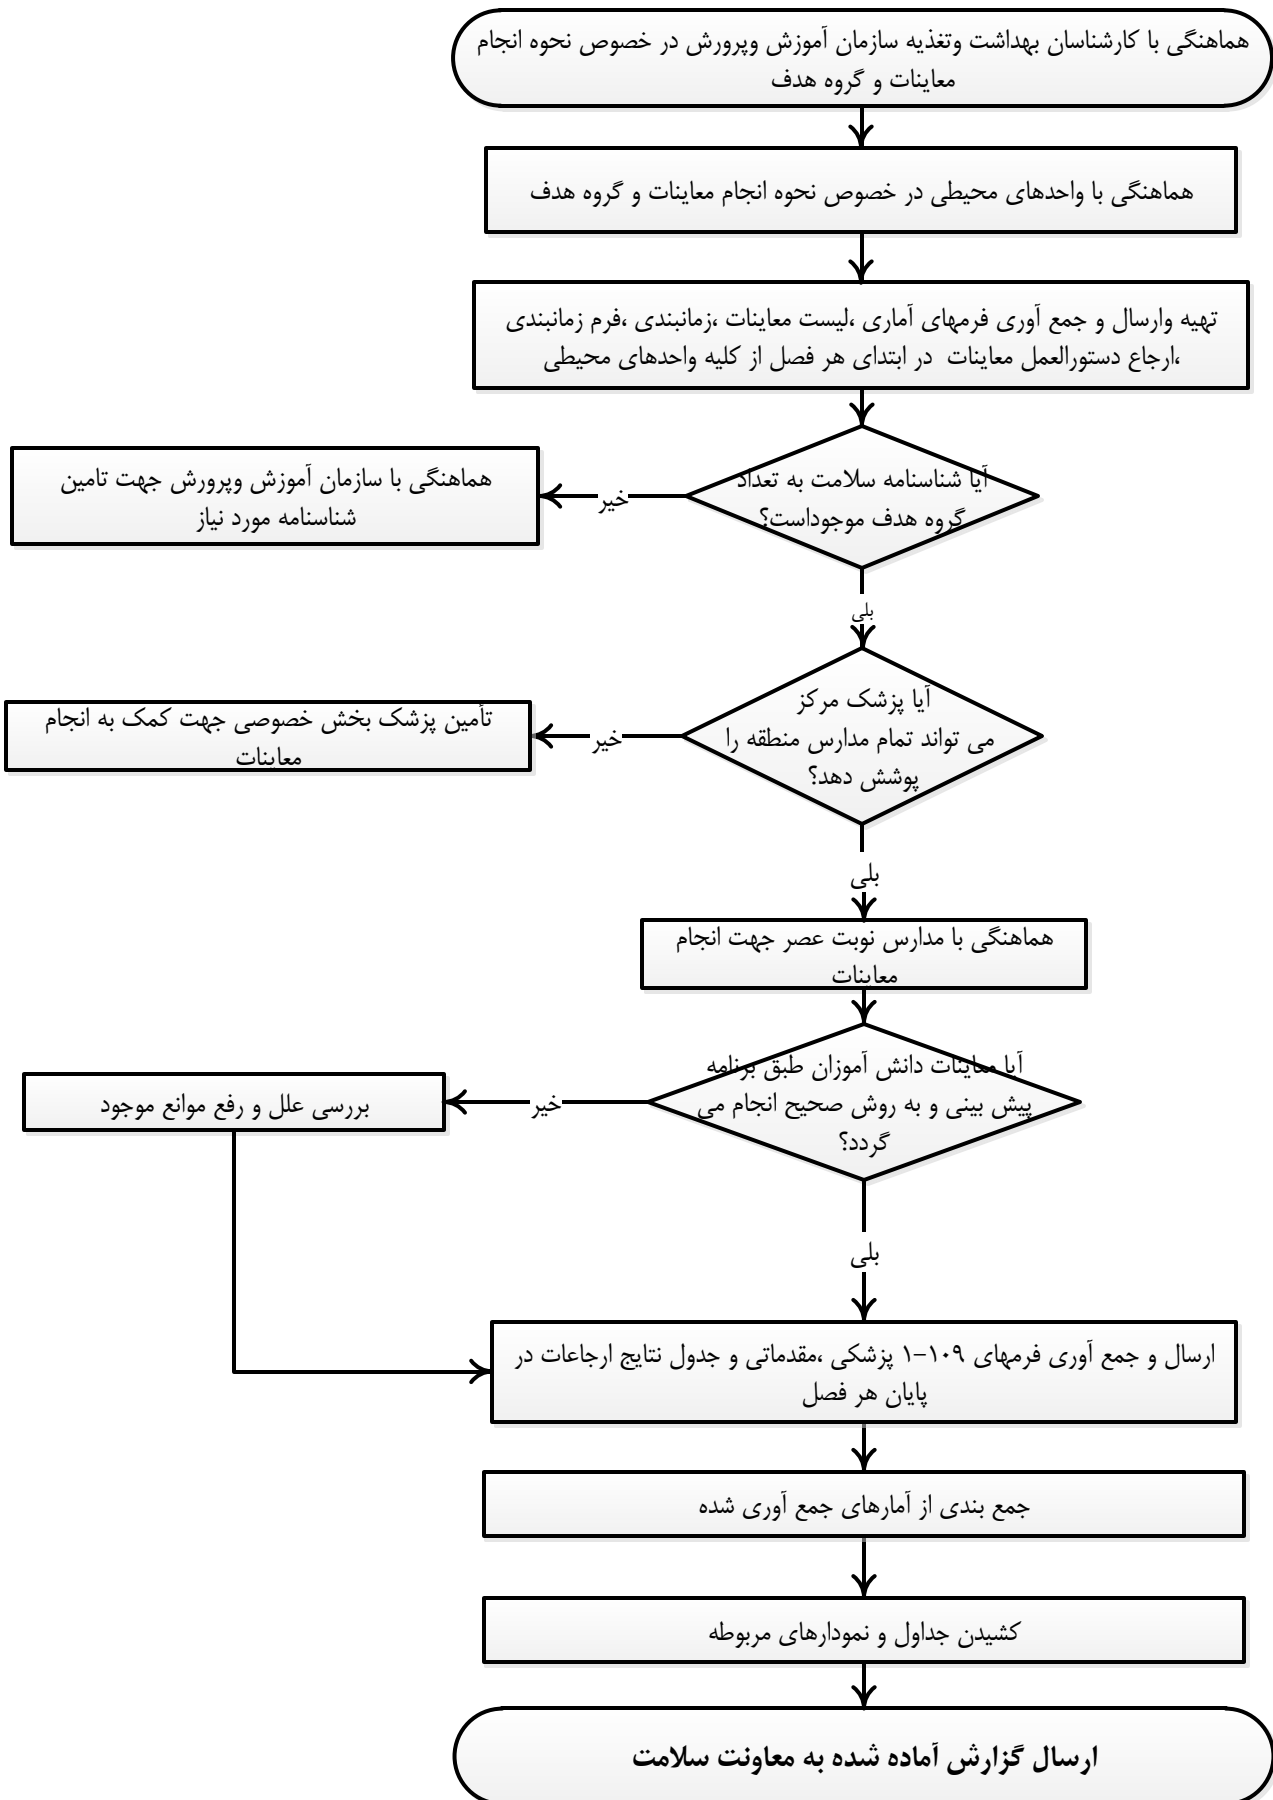 هماهنگی با کارشناسان بهداشت وتغذیه سازمان آموزش وپرورش در خصوص نحوه انجام
معاینات و گروه هدف
هماهنگی با واحدهای محیطی در خصوص نحوه انجام معاینات و گروه هدف
تهیه وارسال و جمع آوری فرمهای آماری ،لیست معاینات ،زمانبندی ،فرم زمانبندی
،ارجاع دستورالعمل معاینات در ابتدای هر فصل از کلیه واحدهای محیطی
آیا شناسنامه سلامت به تعداد
گروه هدف موجوداست؟
خیر
هماهنگی با سازمان آموزش وپرورش جهت تامین
شناسنامه مورد نیاز
بلی
آیا پزشک مرکز
می تواند تمام مدارس منطقه را
پوشش دهد؟
خیر
تأمین پزشک بخش خصوصی جهت کمک به انجام
معاینات
بلی
هماهنگی با مدارس نوبت عصر جهت انجام
معاینات
آیا معاینات دانش آموزان طبق برنامه
پیش بینی و به روش صحیح انجام می
گردد؟
خیر
بررسی علل و رفع موانع موجود
بلی
ارسال و جمع آوری فرمهای ۱۰۹-۱ پزشکی ،مقدماتی و جدول نتایج ارجاعات در
پایان هر فصل
جمع بندی از آمارهای جمع آوری شده
کشیدن جداول و نمودارهای مربوطه
ارسال گزارش آماده شده به معاونت سلامت